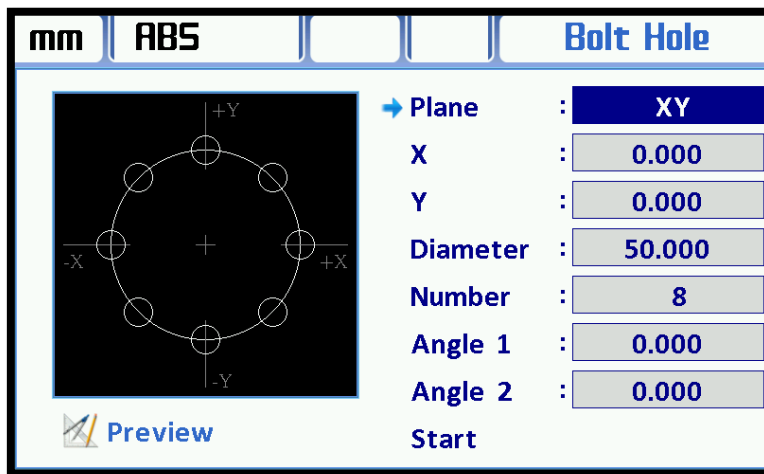 mm ABS Bolt Hole
+Y
-X
+X
-Y
Preview
Plane : XY
X : 0.000
Y : 0.000
Diameter : 50.000
Number : 8
Angle 1 : 0.000
Angle 2 : 0.000
Start